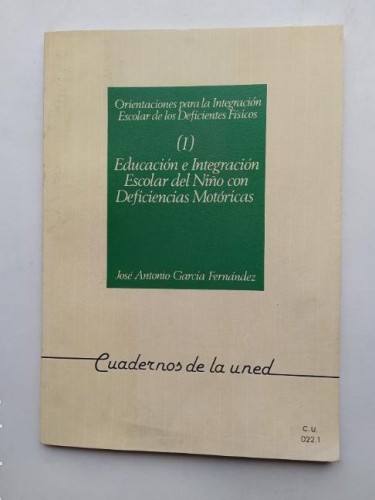 Orientaciones para la Integración
Escolar de los Deficientes Físicos
(1)
Educación e Integración
Escolar del Niño con
Deficiencias Motóricas
José Antonio García Fernández
Cuadernos de la uned
C.U.
022.1